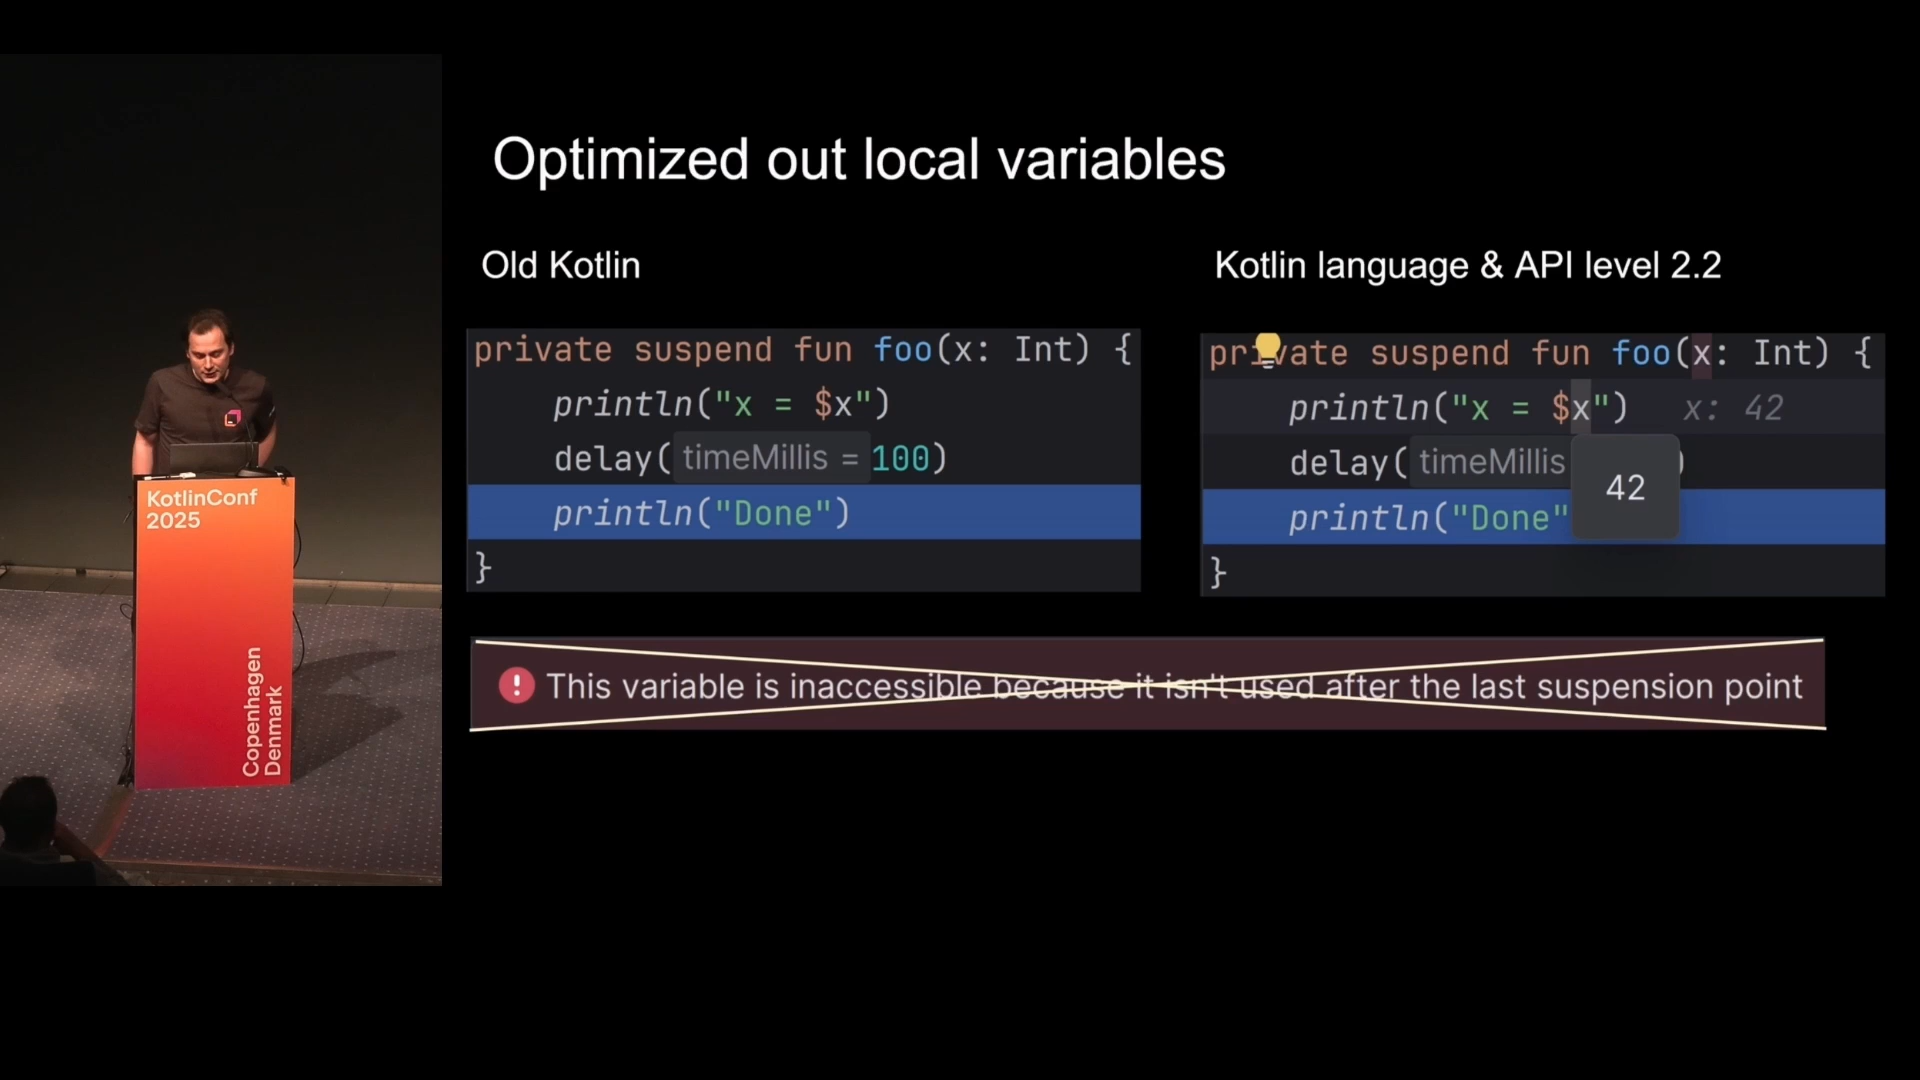 Optimized out local variables
Old Kotlin
private suspend fun foo(x: Int) {
println("x = $x")
delay( timeMillis = 100)
println("Done")
}
Kotlin language & API level 2.2
private suspend fun foo(x: Int) {
println("x = $x") x: 42
delay( timeMillis )
42
println("Done"
}
This variable is inaccessible because it isn't used after the last suspension point
KotlinConf
2025
Copenhagen
Denmark